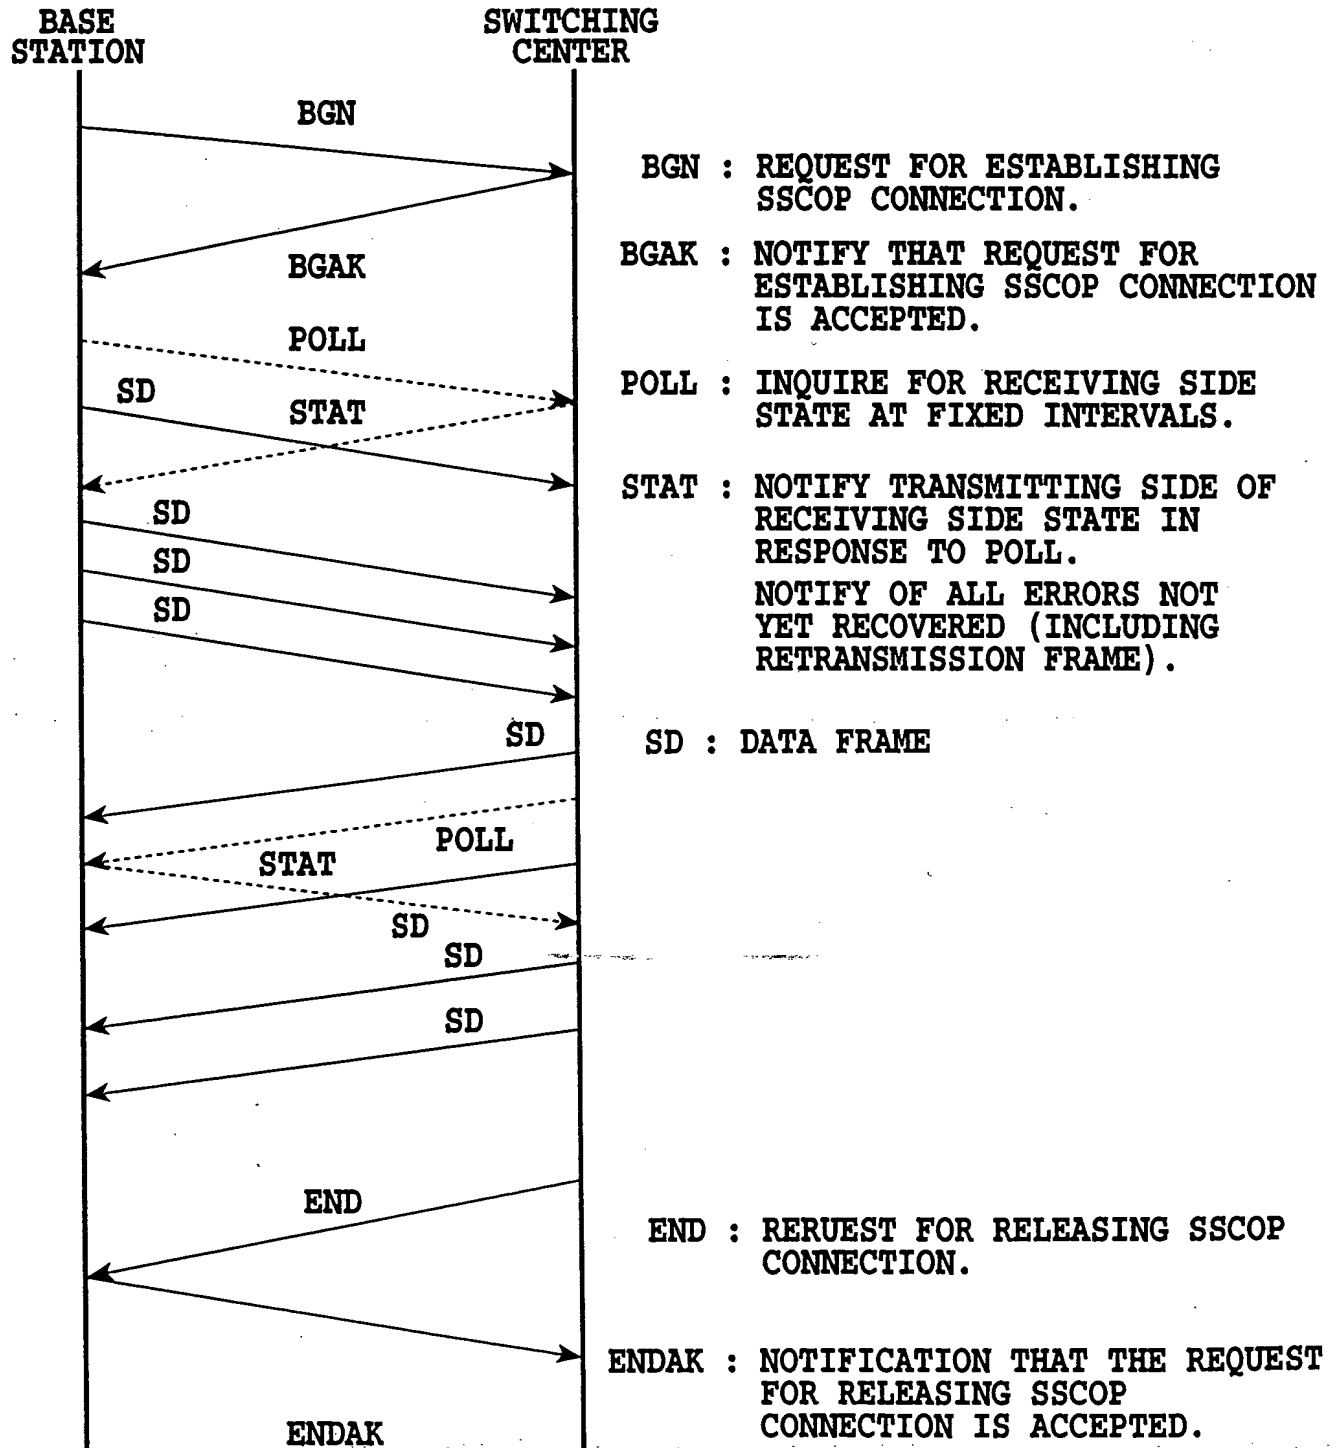 BASE
STATION
SWITCHING
CENTER
BGN
BGN : REQUEST FOR ESTABLISHING
SSCOP CONNECTION.
BGAK
BGAK : NOTIFY THAT REQUEST FOR
ESTABLISHING SSCOP CONNECTION
IS ACCEPTED.
POLL
SD
STAT
POLL : INQUIRE FOR RECEIVING SIDE
STATE AT FIXED INTERVALS.
STAT : NOTIFY TRANSMITTING SIDE OF
RECEIVING SIDE STATE IN
RESPONSE TO POLL.
NOTIFY OF ALL ERRORS NOT
YET RECOVERED (INCLUDING
RETRANSMISSION FRAME).
SD
SD
SD
SD
SD : DATA FRAME
POLL
STAT
SD
SD
SD
END
END : RERUEST FOR RELEASING SSCOP
CONNECTION.
ENDAK : NOTIFICATION THAT THE REQUEST
FOR RELEASING SSCOP
CONNECTION IS ACCEPTED.
ENDAK